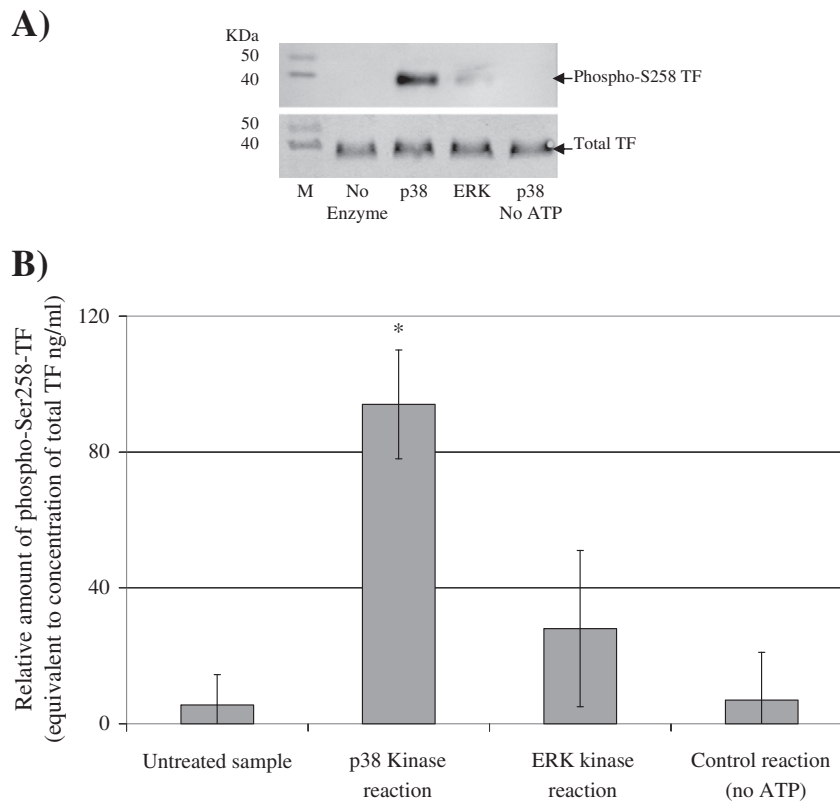 A)
KDa
50
40
Phospho-S258 TF
50
40
Total TF
M No p38 ERK p38
Enzyme No ATP
B)
Relative amount of phospho-Ser258-TF
(equivalent to concentration of total TF ng/ml)
120
*
80
40
0
Untreated sample p38 Kinase ERK kinase Control reaction
reaction reaction (no ATP)